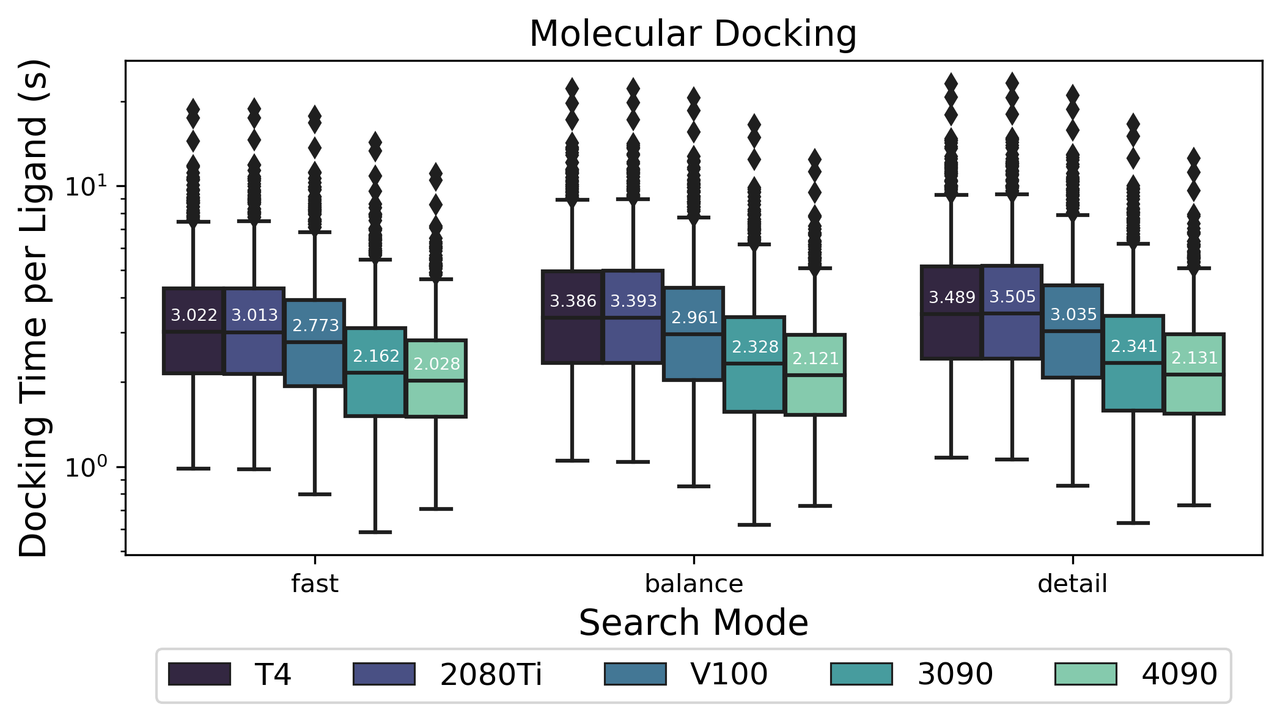 Molecular Docking
Docking Time per Ligand (s)
10¹
10⁰
3.022 3.013 2.773 2.162 2.028
3.386 3.393 2.961 2.328 2.121
3.489 3.505 3.035 2.341 2.131
fast balance detail
Search Mode
T4 2080Ti V100 3090 4090